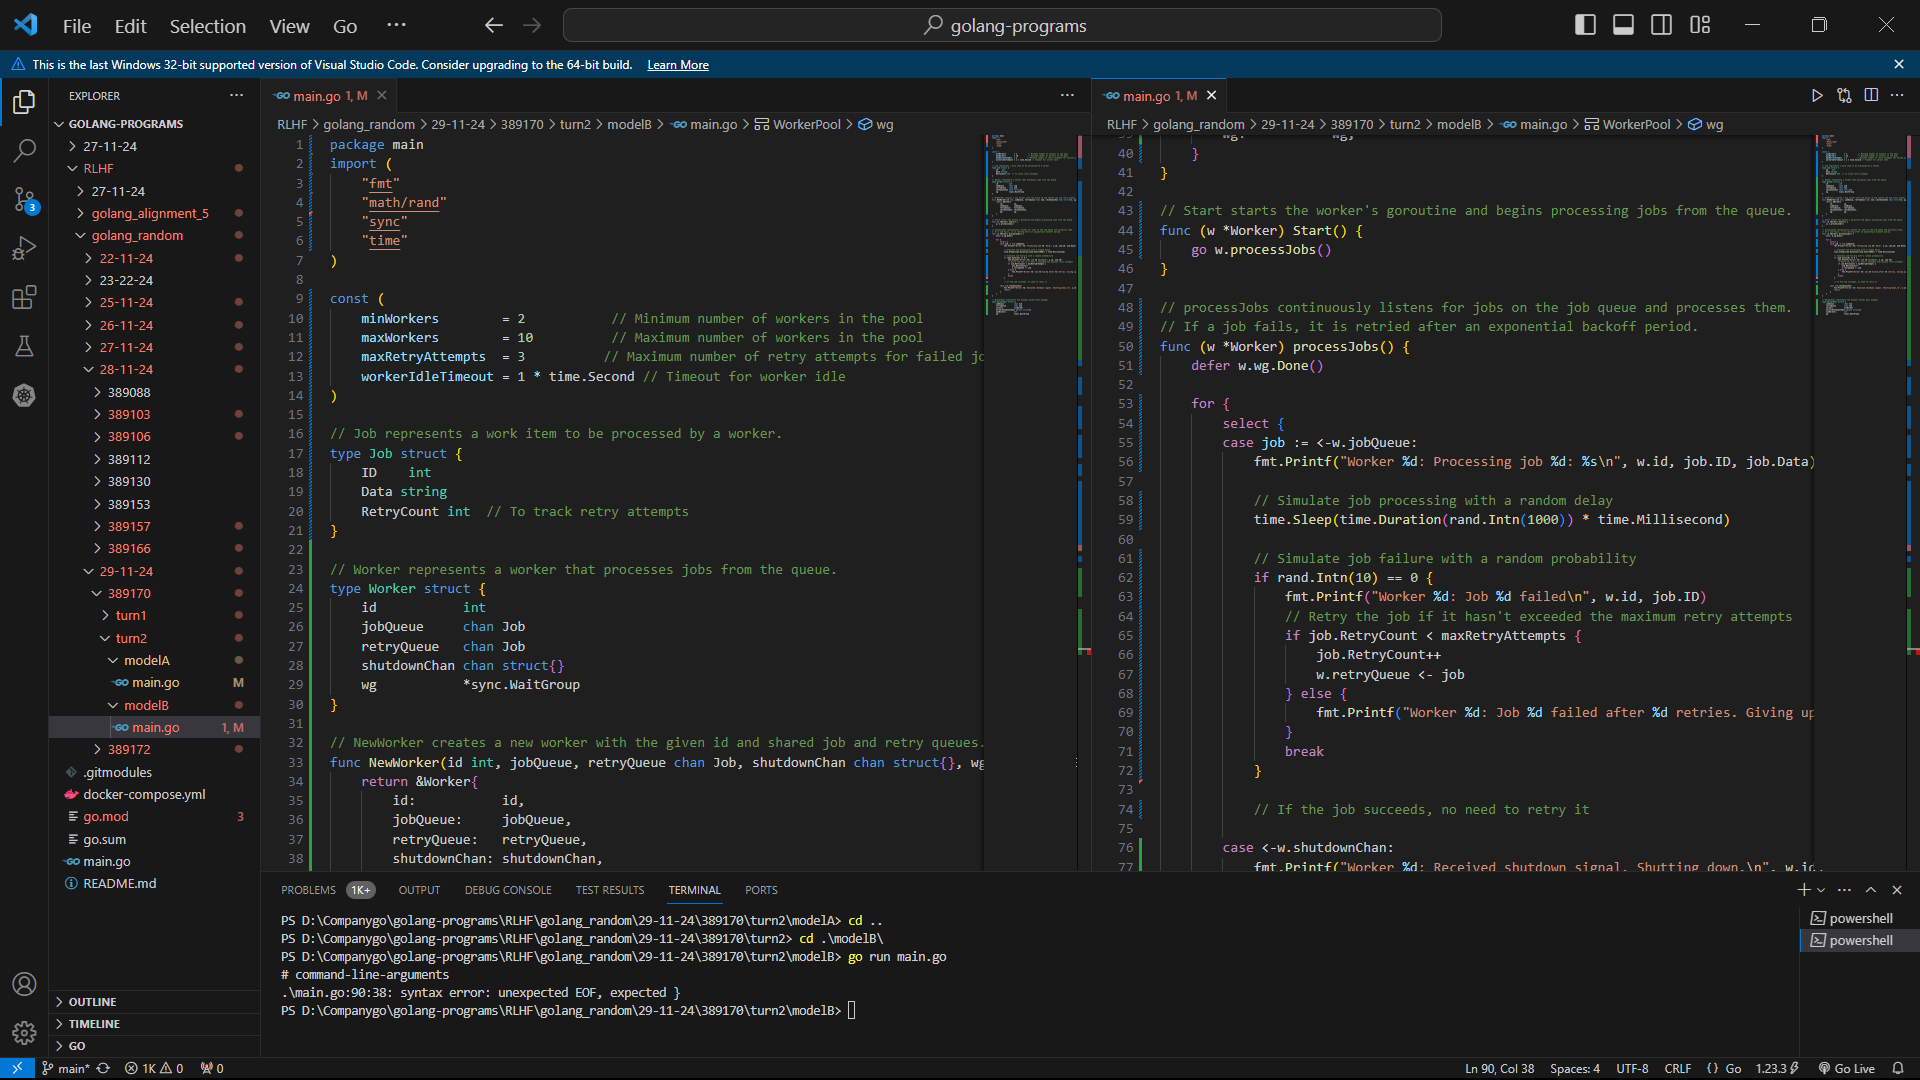 File Edit Selection View Go ···
golang-programs
This is the last Windows 32-bit supported version of Visual Studio Code. Consider upgrading to the 64-bit build. Learn More
EXPLORER
GOLANG-PROGRAMS
27-11-24
RLHF
27-11-24
golang_alignment_5
golang_random
22-11-24
23-22-24
25-11-24
26-11-24
27-11-24
28-11-24
389088
389103
389106
389112
389130
389153
389157
389166
29-11-24
389170
turn1
turn2
modelA
main.go M
modelB
main.go 1, M
389172
.gitmodules
docker-compose.yml
go.mod 3
go.sum
main.go
README.md
OUTLINE
TIMELINE
GO
3
main.go 1, M
RLHF > golang_random > 29-11-24 > 389170 > turn2 > modelB > main.go > WorkerPool > wg
1 package main
2 import (
3 "fmt"
4 "math/rand"
5 "sync"
6 "time"
7 )
8
9 const (
10 minWorkers = 2 // Minimum number of workers in the pool
11 maxWorkers = 10 // Maximum number of workers in the pool
12 maxRetryAttempts = 3 // Maximum number of retry attempts for failed jo
13 workerIdleTimeout = 1 * time.Second // Timeout for worker idle
14 )
15
16 // Job represents a work item to be processed by a worker.
17 type Job struct {
18 ID int
19 Data string
20 RetryCount int // To track retry attempts
21 }
22
23 // Worker represents a worker that processes jobs from the queue.
24 type Worker struct {
25 id int
26 jobQueue chan Job
27 retryQueue chan Job
28 shutdownChan chan struct{}
29 wg *sync.WaitGroup
30 }
31
32 // NewWorker creates a new worker with the given id and shared job and retry queues.
33 func NewWorker(id int, jobQueue, retryQueue chan Job, shutdownChan chan struct{}, wg
34 return &Worker{
35 id: id,
36 jobQueue: jobQueue,
37 retryQueue: retryQueue,
38 shutdownChan: shutdownChan,
main.go 1, M
RLHF > golang_random > 29-11-24 > 389170 > turn2 > modelB > main.go > WorkerPool > wg
40 }
41 }
42
43 // Start starts the worker's goroutine and begins processing jobs from the queue.
44 func (w *Worker) Start() {
45 go w.processJobs()
46 }
47
48 // processJobs continuously listens for jobs on the job queue and processes them.
49 // If a job fails, it is retried after an exponential backoff period.
50 func (w *Worker) processJobs() {
51 defer w.wg.Done()
52
53 for {
54 select {
55 case job := <-w.jobQueue:
56 fmt.Printf("Worker %d: Processing job %d: %s\n", w.id, job.ID, job.Data)
57
58 // Simulate job processing with a random delay
59 time.Sleep(time.Duration(rand.Intn(1000)) * time.Millisecond)
60
61 // Simulate job failure with a random probability
62 if rand.Intn(10) == 0 {
63 fmt.Printf("Worker %d: Job %d failed\n", w.id, job.ID)
64 // Retry the job if it hasn't exceeded the maximum retry attempts
65 if job.RetryCount < maxRetryAttempts {
66 job.RetryCount++
67 w.retryQueue <- job
68 } else {
69 fmt.Printf("Worker %d: Job %d failed after %d retries. Giving up
70 }
71 break
72 }
73
74 // If the job succeeds, no need to retry it
75
76 case <-w.shutdownChan:
77 fmt.Printf("Worker %d: Received shutdown signal. Shutting down.\n", w.id
PROBLEMS 1K+ OUTPUT DEBUG CONSOLE TEST RESULTS TERMINAL PORTS
PS D:\Companygo\golang-programs\RLHF\golang_random\29-11-24\389170\turn2\modelA> cd ..
PS D:\Companygo\golang-programs\RLHF\golang_random\29-11-24\389170\turn2> cd .\modelB\
PS D:\Companygo\golang-programs\RLHF\golang_random\29-11-24\389170\turn2\modelB> go run main.go
# command-line-arguments
.\main.go:90:38: syntax error: unexpected EOF, expected }
PS D:\Companygo\golang-programs\RLHF\golang_random\29-11-24\389170\turn2\modelB>
powershell
powershell
main* 1K 0 0 Ln 90, Col 38 Spaces: 4 UTF-8 CRLF {} Go 1.23.3 Go Live